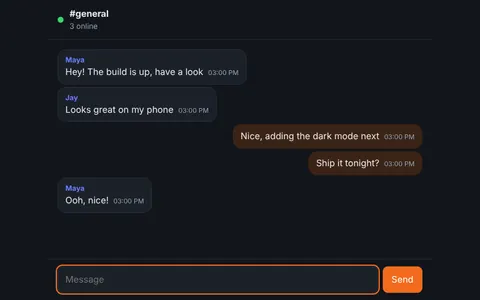 #general
3 online
Maya
Hey! The build is up, have a look 03:00 PM
Jay
Looks great on my phone 03:00 PM
Nice, adding the dark mode next 03:00 PM
Ship it tonight? 03:00 PM
Maya
Ooh, nice! 03:00 PM
Message
Send